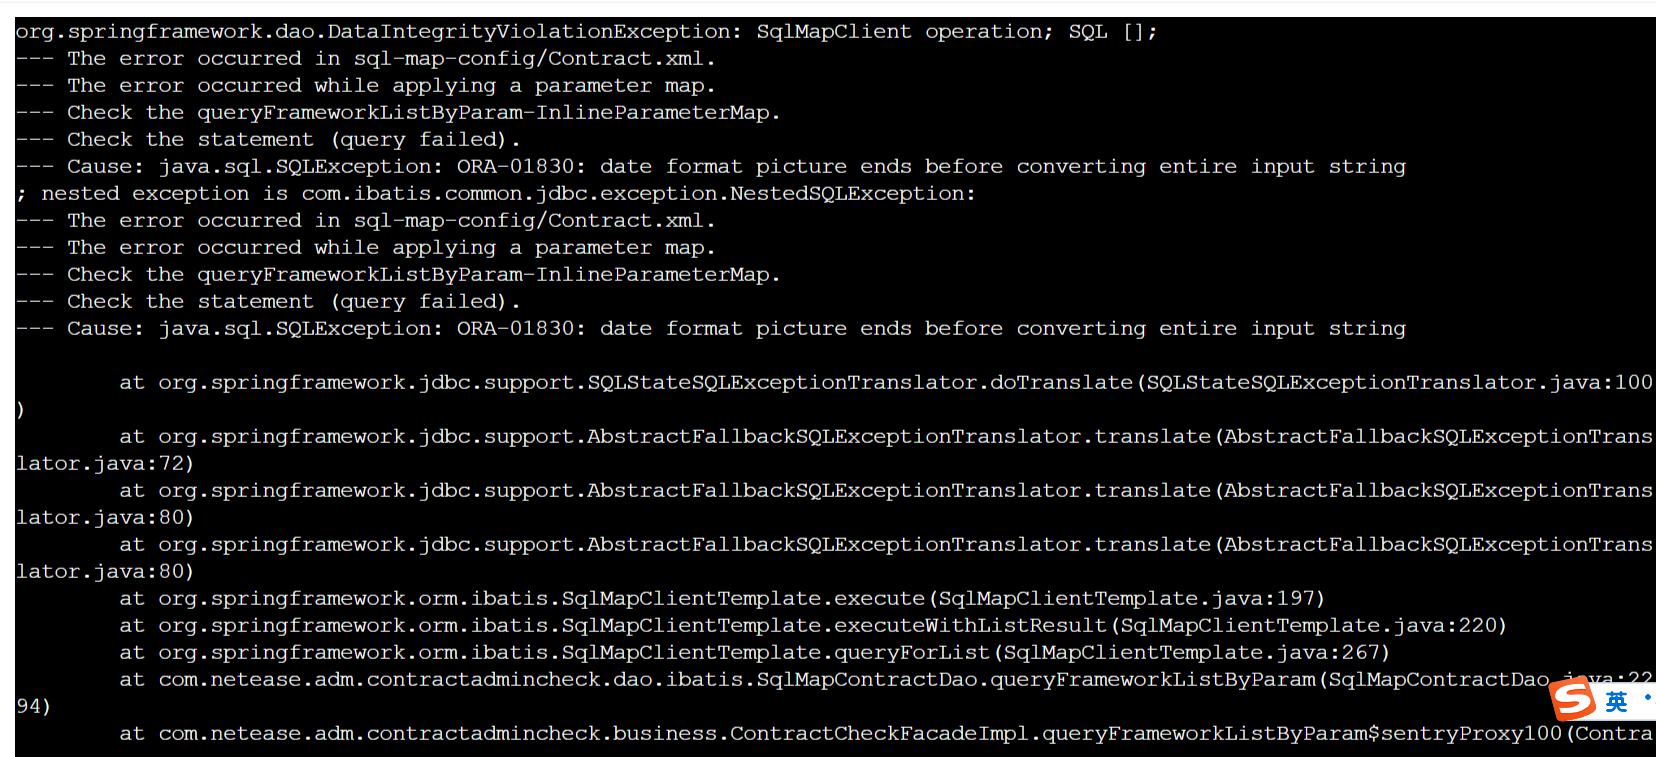 org.springframework.dao.DataIntegrityViolationException: SqlMapClient operation; SQL [];
--- The error occurred in sql-map-config/Contract.xml.
--- The error occurred while applying a parameter map.
--- Check the queryFrameworkListByParam-InlineParameterMap.
--- Check the statement (query failed).
--- Cause: java.sql.SQLException: ORA-01830: date format picture ends before converting entire input string
; nested exception is com.ibatis.common.jdbc.exception.NestedSQLException:
--- The error occurred in sql-map-config/Contract.xml.
--- The error occurred while applying a parameter map.
--- Check the queryFrameworkListByParam-InlineParameterMap.
--- Check the statement (query failed).
--- Cause: java.sql.SQLException: ORA-01830: date format picture ends before converting entire input string
at org.springframework.jdbc.support.SQLStateSQLExceptionTranslator.doTranslate(SQLStateSQLExceptionTranslator.java:100
)
at org.springframework.jdbc.support.AbstractFallbackSQLExceptionTranslator.translate(AbstractFallbackSQLExceptionTrans
lator.java:72)
at org.springframework.jdbc.support.AbstractFallbackSQLExceptionTranslator.translate(AbstractFallbackSQLExceptionTrans
lator.java:80)
at org.springframework.jdbc.support.AbstractFallbackSQLExceptionTranslator.translate(AbstractFallbackSQLExceptionTrans
lator.java:80)
at org.springframework.orm.ibatis.SqlMapClientTemplate.execute(SqlMapClientTemplate.java:197)
at org.springframework.orm.ibatis.SqlMapClientTemplate.executeWithListResult(SqlMapClientTemplate.java:220)
at org.springframework.orm.ibatis.SqlMapClientTemplate.queryForList(SqlMapClientTemplate.java:267)
at com.netease.adm.contractadmincheck.dao.ibatis.SqlMapContractDao.queryFrameworkListByParam(SqlMapContractDao.java:22
94)
英
at com.netease.adm.contractadmincheck.business.ContractCheckFacadeImpl.queryFrameworkListByParam$sentryProxy100(Contra